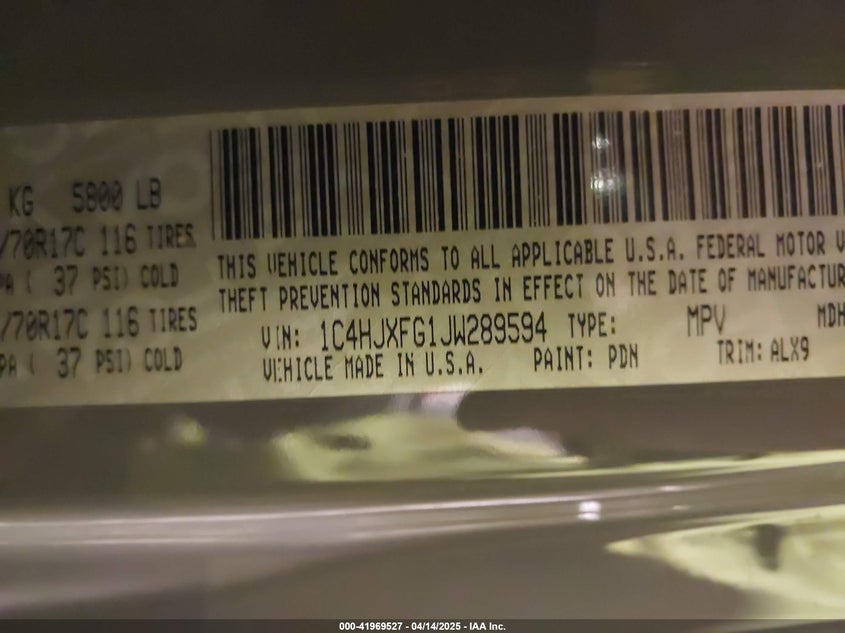 KG 5800 LB
/70R17C 116 TIRES
PA ( 37 PSI) COLD
/70R17C 116 TIRES
PA ( 37 PSI) COLD
THIS VEHICLE CONFORMS TO ALL APPLICABLE U.S.A. FEDERAL MOTOR V
THEFT PREVENTION STANDARDS IN EFFECT ON THE DATE OF MANUFACTUR
VIN: 1C4HJXFG1JW289594 TYPE: MPV MDH
VEHICLE MADE IN U.S.A. PAINT: PDN TRIM: ALX9
000-41969527 - 04/14/2025 - IAA Inc.